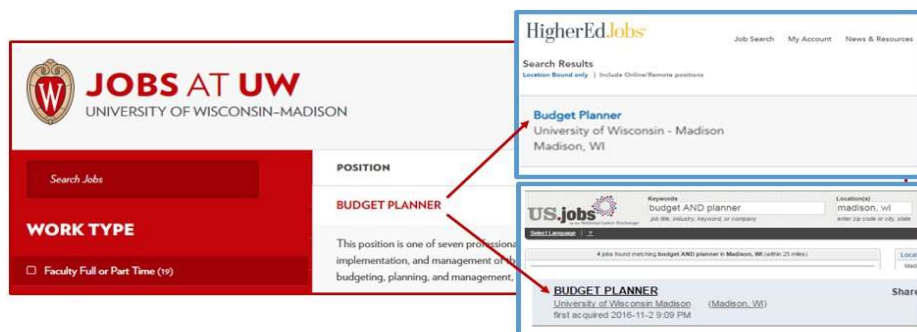 JOBS AT UW
UNIVERSITY OF WISCONSIN–MADISON
Search Jobs
WORK TYPE
Faculty Full or Part Time (19)
POSITION
BUDGET PLANNER
This position is one of seven professiona
implementation, and management of th
budgeting, planning, and management,
HigherEdJobs
Job Search My Account News & Resources
Search Results
Location Bound only | Include Online/Remote positions
Budget Planner
University of Wisconsin - Madison
Madison, WI
US.jobs
Keywords
budget AND planner
job title, industry, keyword, or company
Location(s)
madison, wi
enter zip code or city, state
Select Language
4 jobs found matching budget AND planner in Madison, WI (within 25 miles)
Locat
BUDGET PLANNER
Share
University of Wisconsin Madison (Madison, WI)
first acquired 2016-11-2 9:09 PM